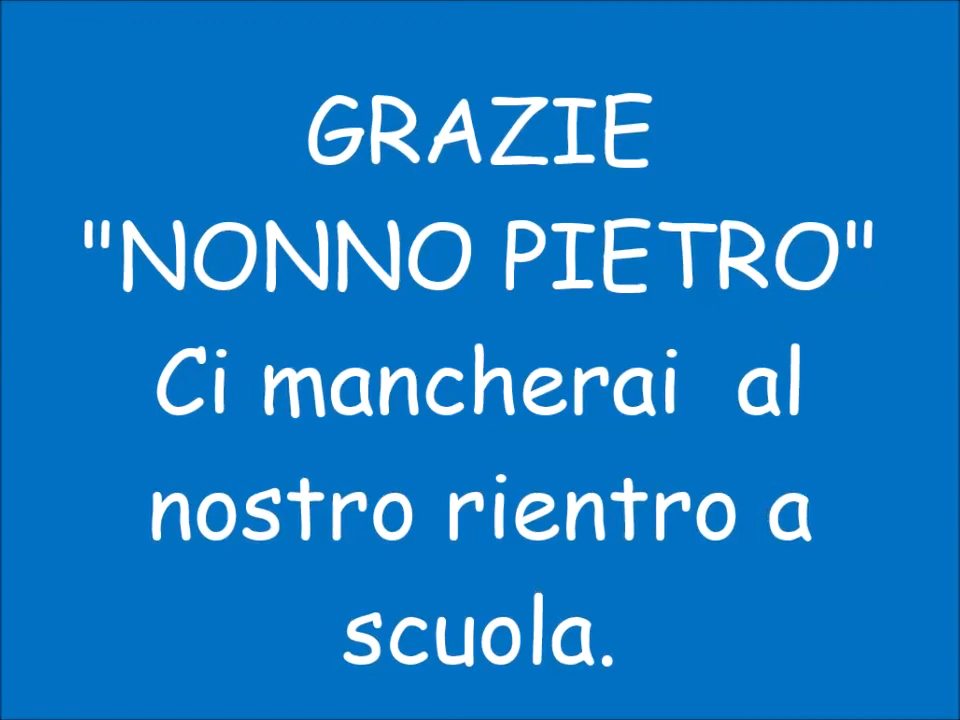 GRAZIE
"NONNO PIETRO"
Ci mancherai  al
nostro rientro a
scuola.